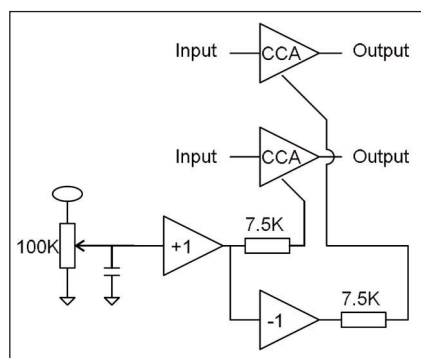 Input CCA Output
Input CCA Output
7.5K
100K +1
7.5K
-1